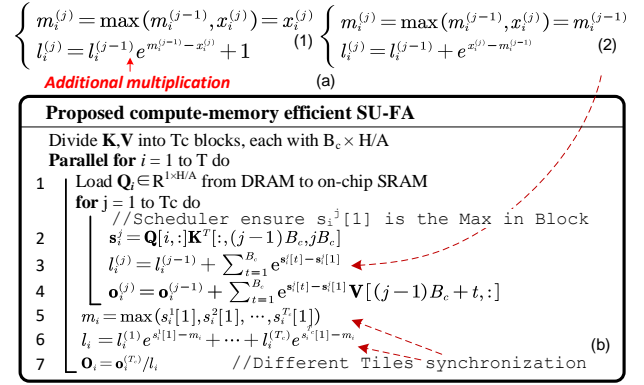 m_i^{(j)} = max(m_i^{(j-1)}, x_i^{(j)}) = x_i^{(j)}
l_i^{(j)} = l_i^{(j-1)} e^{m_i^{(j-1)} - x_i^{(j)}} + 1 (1)
m_i^{(j)} = max(m_i^{(j-1)}, x_i^{(j)}) = m_i^{(j-1)}
l_i^{(j)} = l_i^{(j-1)} + e^{x_i^{(j)} - m_i^{(j-1)}} (2)
Additional multiplication
(a)
Proposed compute-memory efficient SU-FA
Divide K,V into Tc blocks, each with B_c × H/A
Parallel for i = 1 to T do
1 Load Q_i∈R^{1×H/A} from DRAM to on-chip SRAM
for j = 1 to Tc do
//Scheduler ensure s_i^j[1] is the Max in Block
2 s_i^j = Q[i,:]K^T[:,(j−1)B_c,jB_c]
3 l_i^{(j)} = l_i^{(j-1)} + ∑_{t=1}^{B_c} e^{s_i^j[t]−s_i^j[1]}
4 o_i^{(j)} = o_i^{(j-1)} + ∑_{t=1}^{B_c} e^{s_i^j[t]−s_i^j[1]} V[(j−1)B_c+t,:]
5 m_i = max(s_i^1[1], s_i^2[1], ⋯, s_i^{T_c}[1])
6 l_i = l_i^{(1)} e^{s_i^1[1]−m_i} + ⋯ + l_i^{(T_c)} e^{s_i^{T_c}[1]−m_i}
(b)
7 O_i = o_i^{(T_c)}/l_i //Different Tiles synchronization